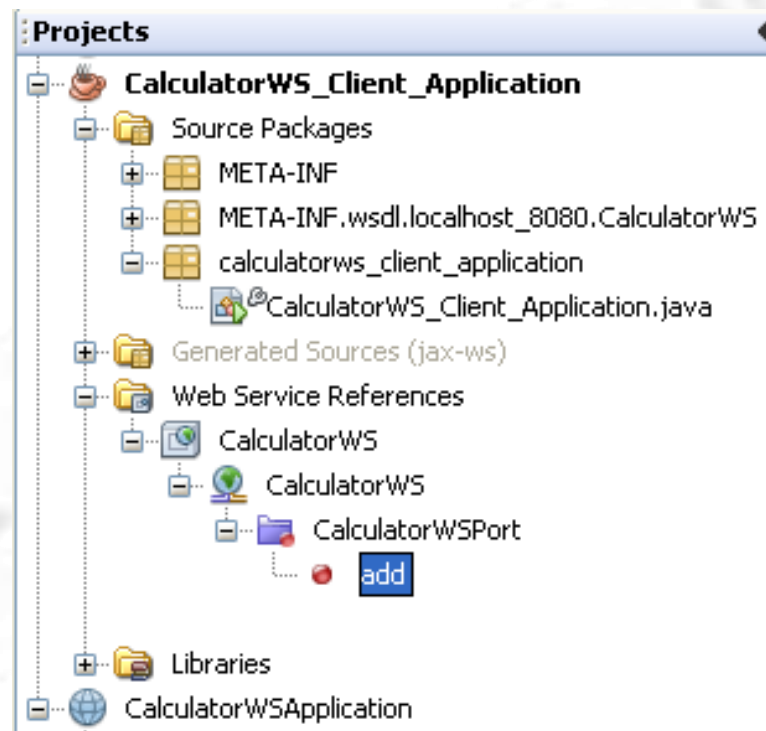 Projects
CalculatorWS_Client_Application
Source Packages
META-INF
META-INF.wsdl.localhost_8080.CalculatorWS
calculatorws_client_application
CalculatorWS_Client_Application.java
Generated Sources (jax-ws)
Web Service References
CalculatorWS
CalculatorWS
CalculatorWSPort
add
Libraries
CalculatorWSApplication